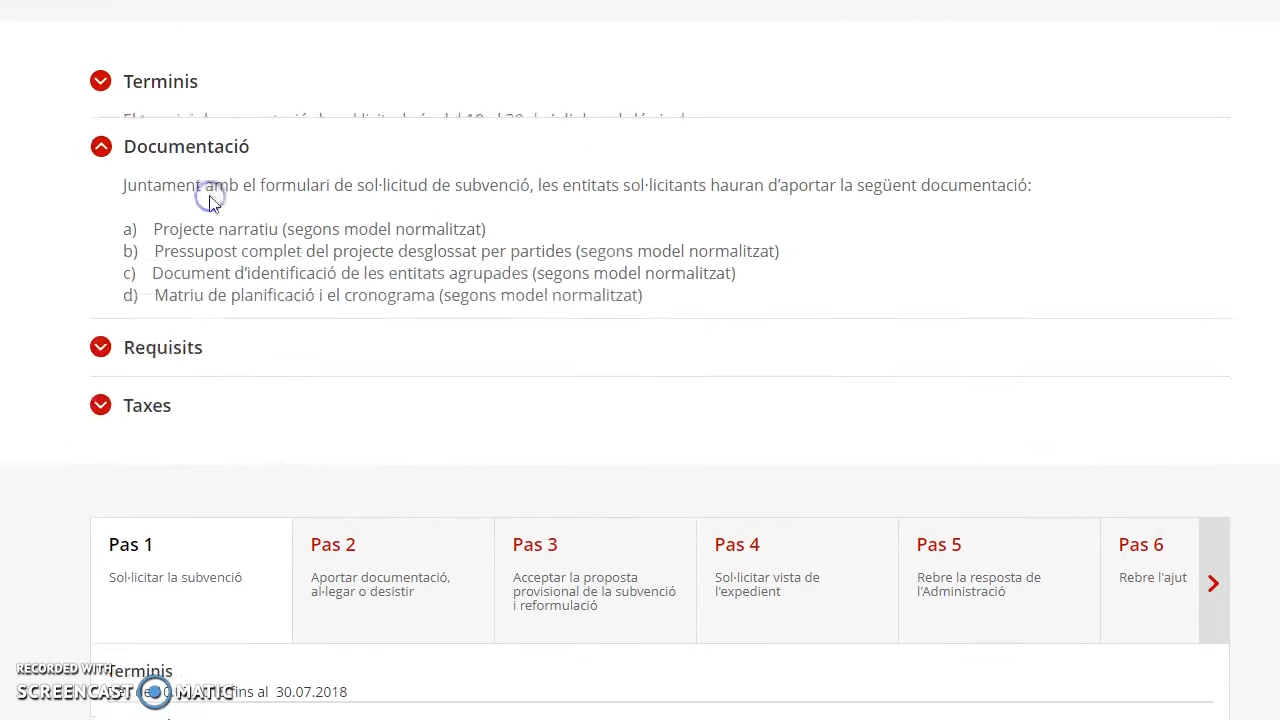 Terminis
Documentació
Juntament amb el formulari de sol·licitud de subvenció, les entitats sol·licitants hauran d’aportar la següent documentació:
a) Projecte narratiu (segons model normalitzat)
b) Pressupost complet del projecte desglossat per partides (segons model normalitzat)
c) Document d’identificació de les entitats agrupades (segons model normalitzat)
d) Matriu de planificació i el cronograma (segons model normalitzat)
Requisits
Taxes
Pas 1
Sol·licitar la subvenció
Pas 2
Aportar documentació,
al·legar o desistir
Pas 3
Acceptar la proposta
provisional de la subvenció
i reformulació
Pas 4
Sol·licitar vista de
l'expedient
Pas 5
Rebre la resposta de
l'Administració
Pas 6
Rebre l'ajut
Terminis
fins al 30.07.2018
RECORDED WITH
SCREENCAST MATIC